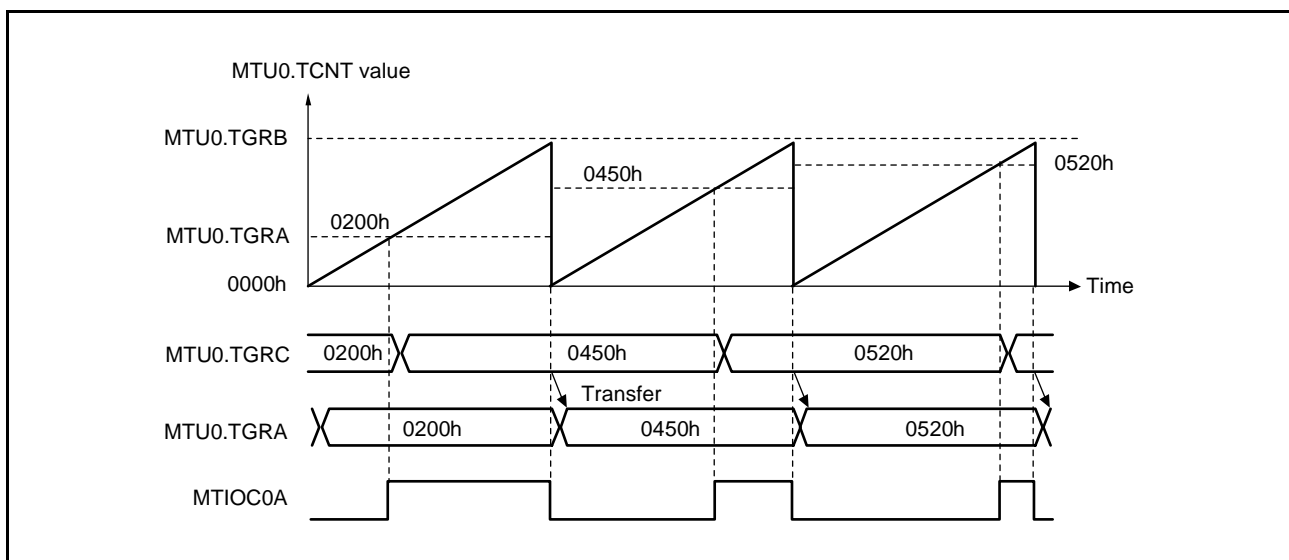 MTU0.TCNT value
MTU0.TGRB
0520h
0450h
0200h
MTU0.TGRA
0000h
Time
MTU0.TGRC 0200h 0450h 0520h
Transfer
MTU0.TGRA 0200h 0450h 0520h
MTIOC0A